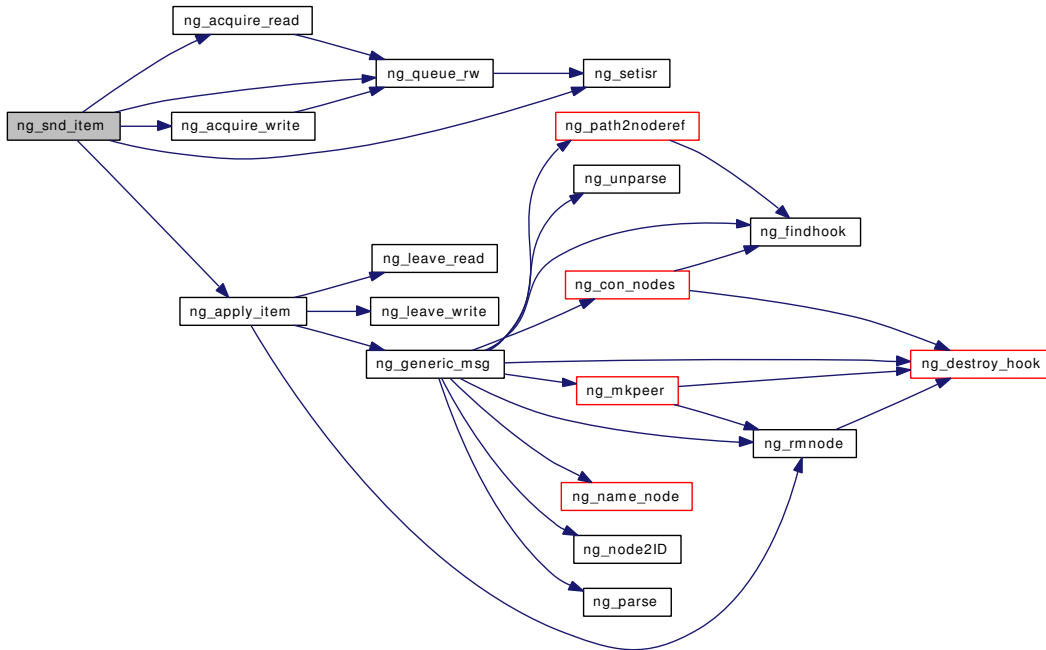 ng_acquire_read
ng_queue_rw
ng_setisr
ng_snd_item
ng_acquire_write
ng_path2noderef
ng_unparse
ng_findhook
ng_leave_read
ng_con_nodes
ng_apply_item
ng_leave_write
ng_generic_msg
ng_destroy_hook
ng_mkpeer
ng_rmnode
ng_name_node
ng_node2ID
ng_parse